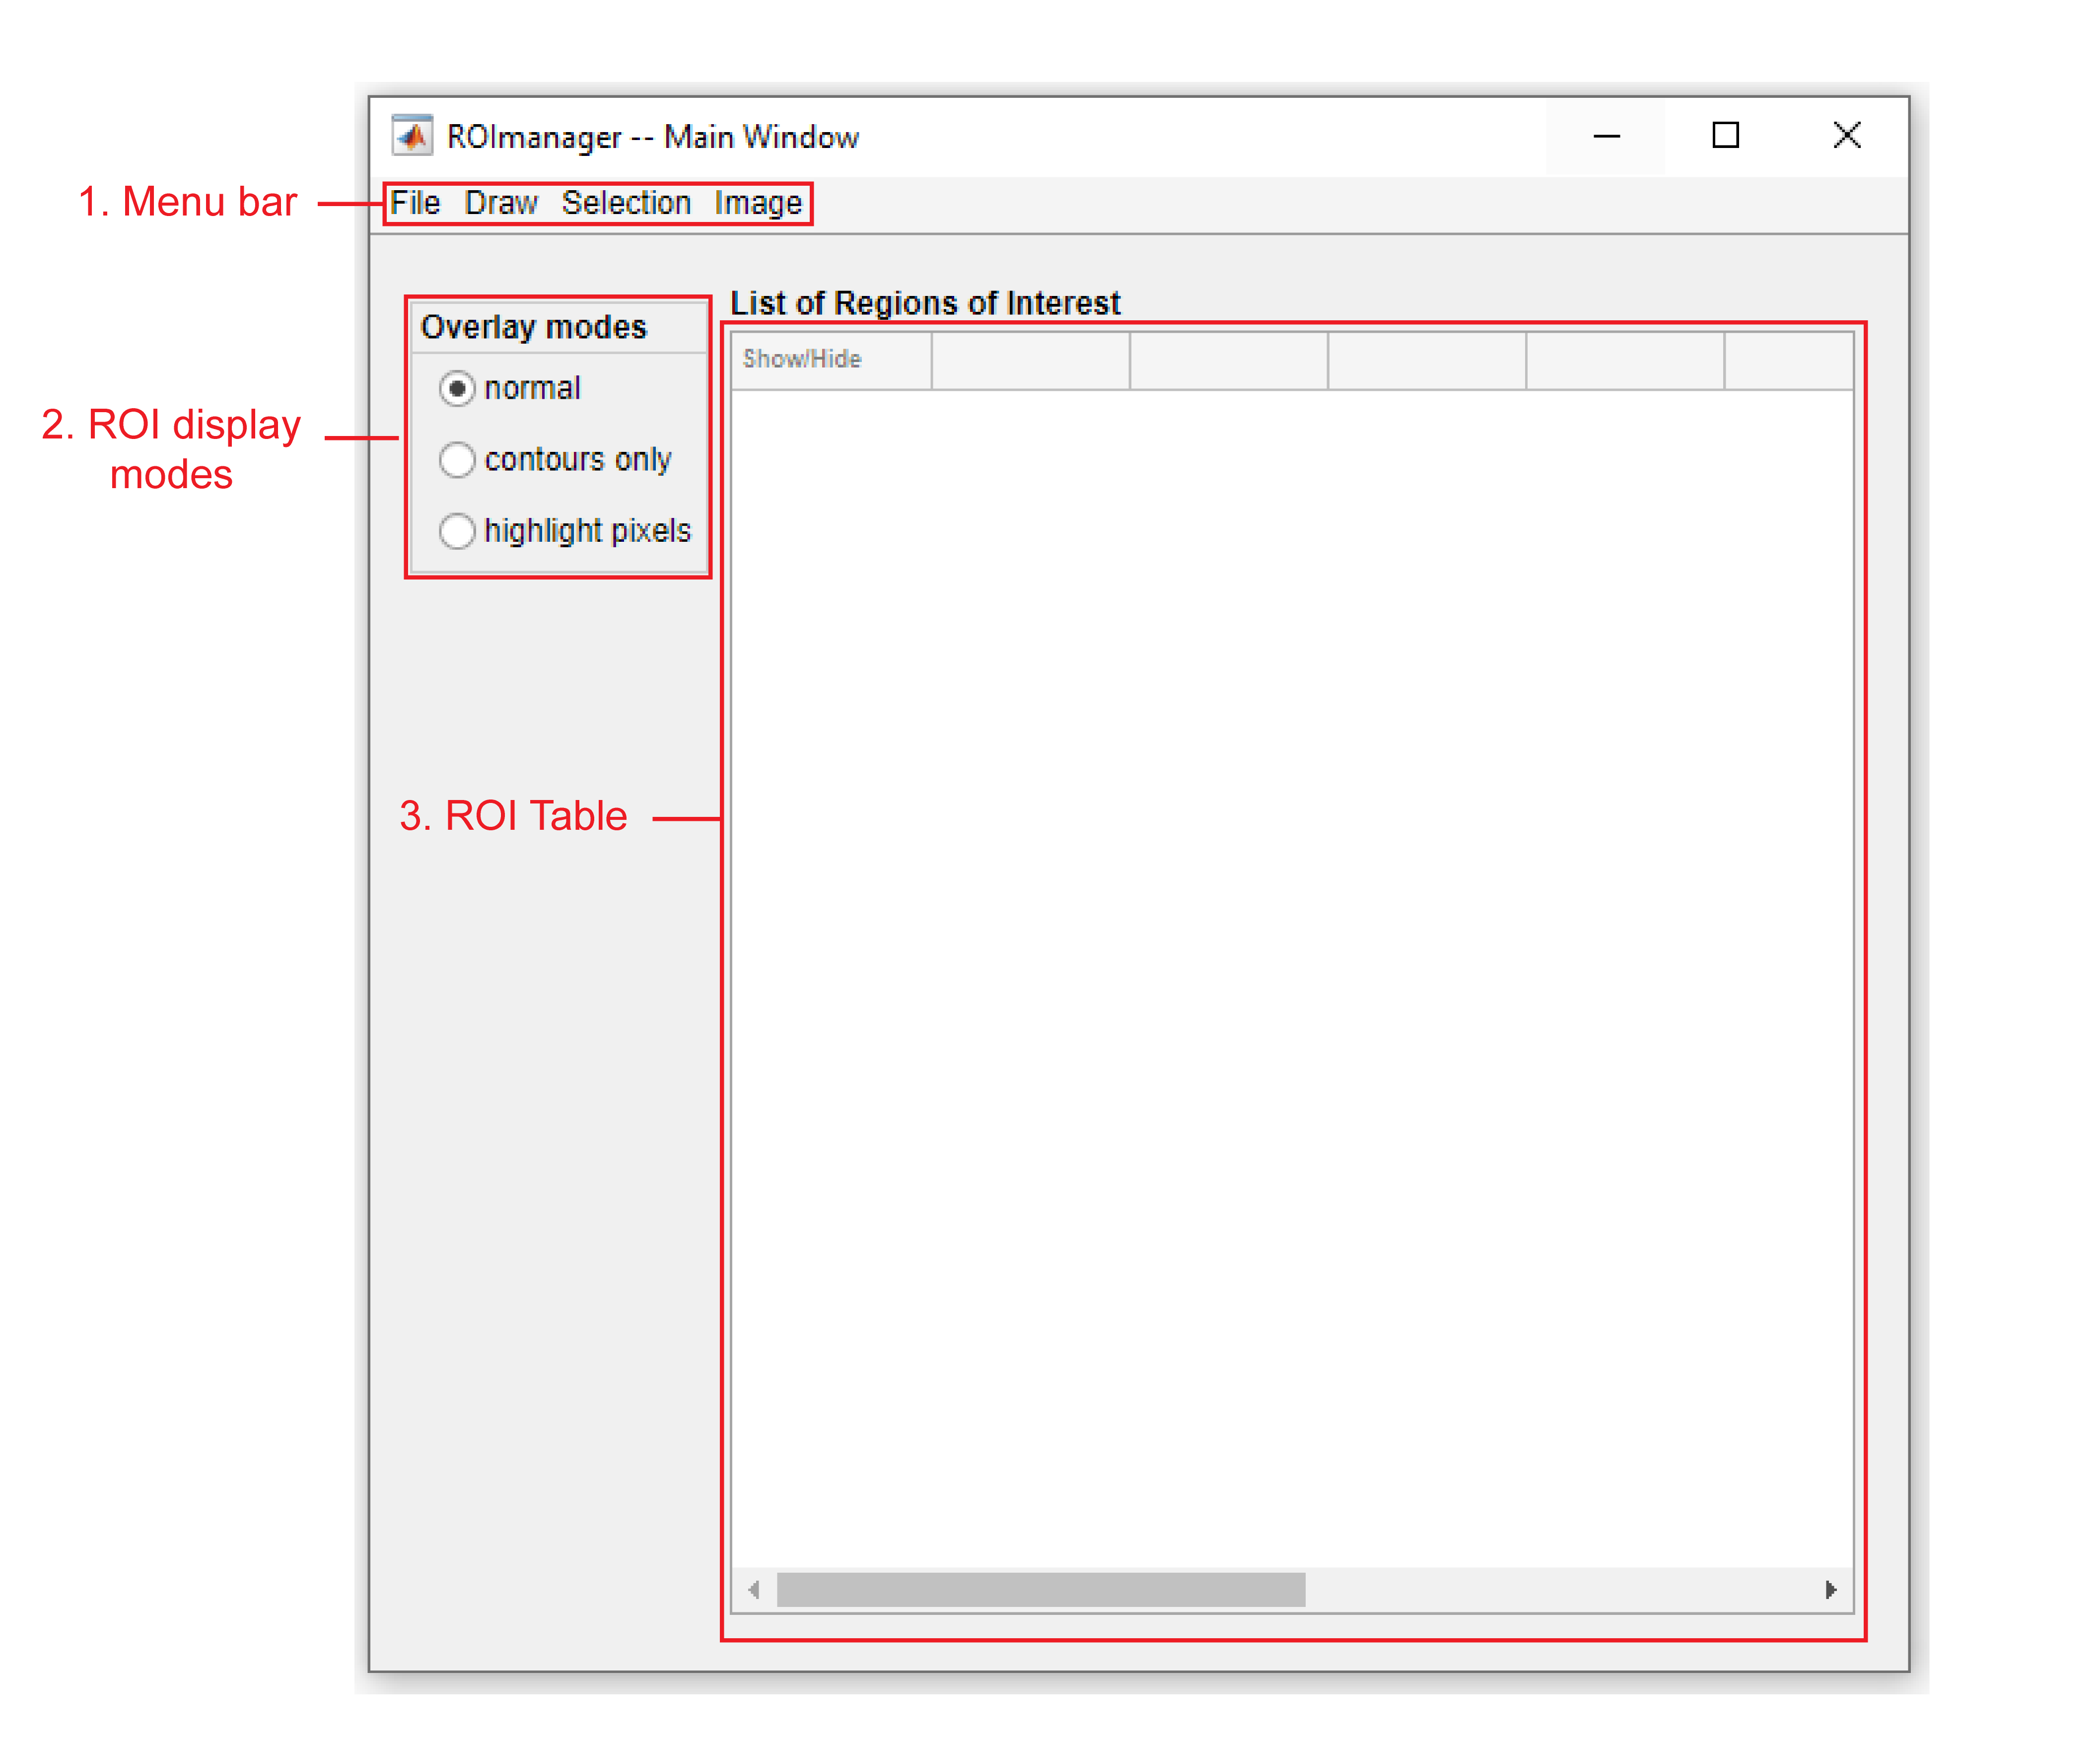 ROImanager -- Main Window
1. Menu bar
File Draw Selection Image
List of Regions of Interest
Overlay modes
Show/Hide
normal
2. ROI display
modes
contours only
highlight pixels
3. ROI Table